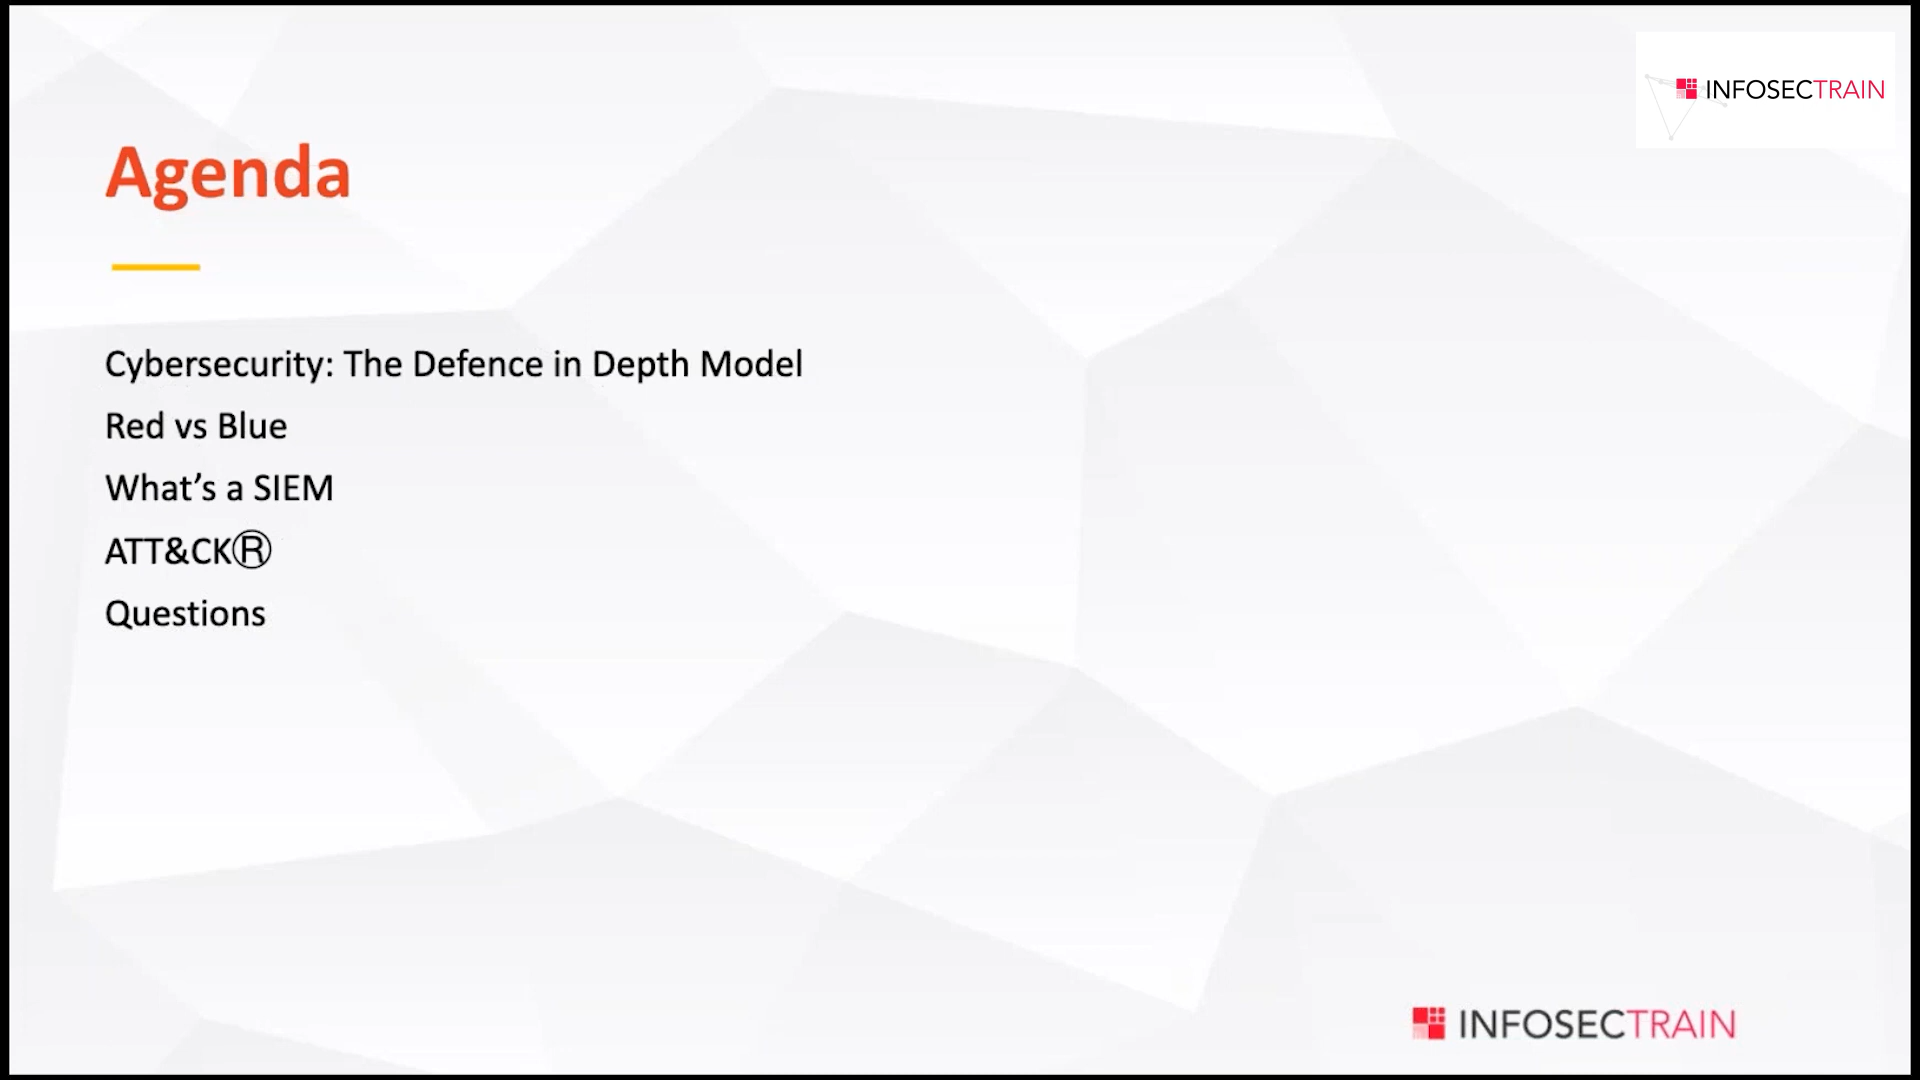 INFOSECTRAIN
Agenda
Cybersecurity: The Defence in Depth Model
Red vs Blue
What’s a SIEM
ATT&CKⓇ
Questions
INFOSECTRAIN